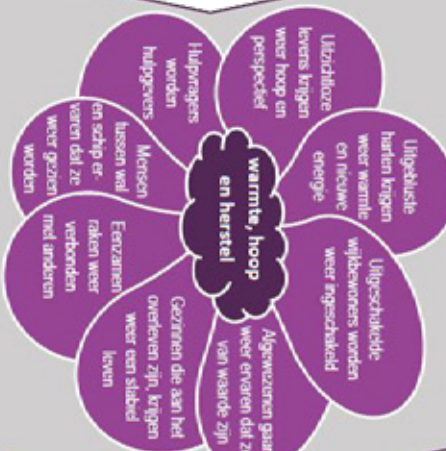 warmte, hoop
en herstel
Uitzichtloze
levens krijgen
weer hoop en
perspectief
Uitgebluste
harten krijgen
weer warmte
en nieuwe
energie
Uitgeschakelde
wijkbewoners worden
weer ingeschakeld
Afgewezenen gaan
weer ervaren dat ze
van waarde zijn
Gezinnen die aan het
overleven zijn, krijgen
weer een stabiel
leven
Eenzamen
raken weer
verbonden
met anderen
Mensen
tussen wal
en schip er-
varen dat ze
weer gezien
worden
Hulpvragers
worden
hulpgevers